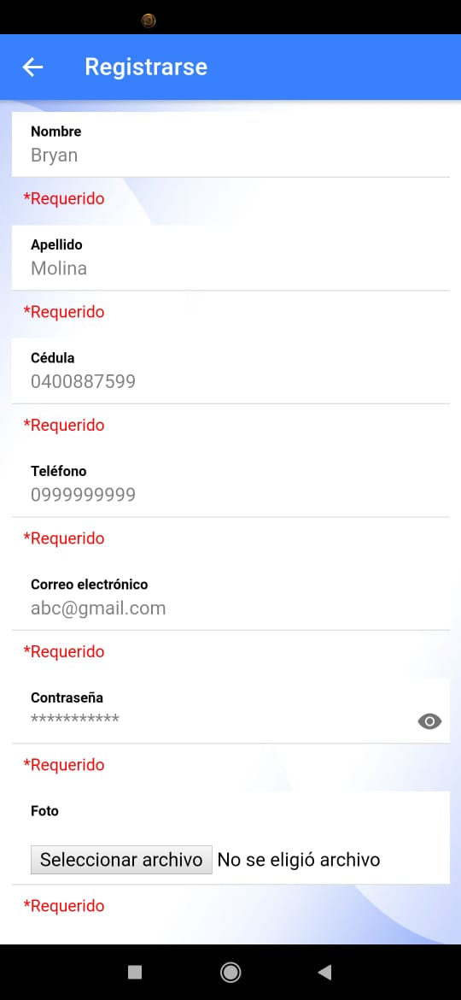 Registrarse
Nombre
Bryan
*Requerido
Apellido
Molina
*Requerido
Cédula
0400887599
*Requerido
Teléfono
0999999999
*Requerido
Correo electrónico
abc@gmail.com
*Requerido
Contraseña
***********
*Requerido
Foto
Seleccionar archivo No se eligió archivo
*Requerido